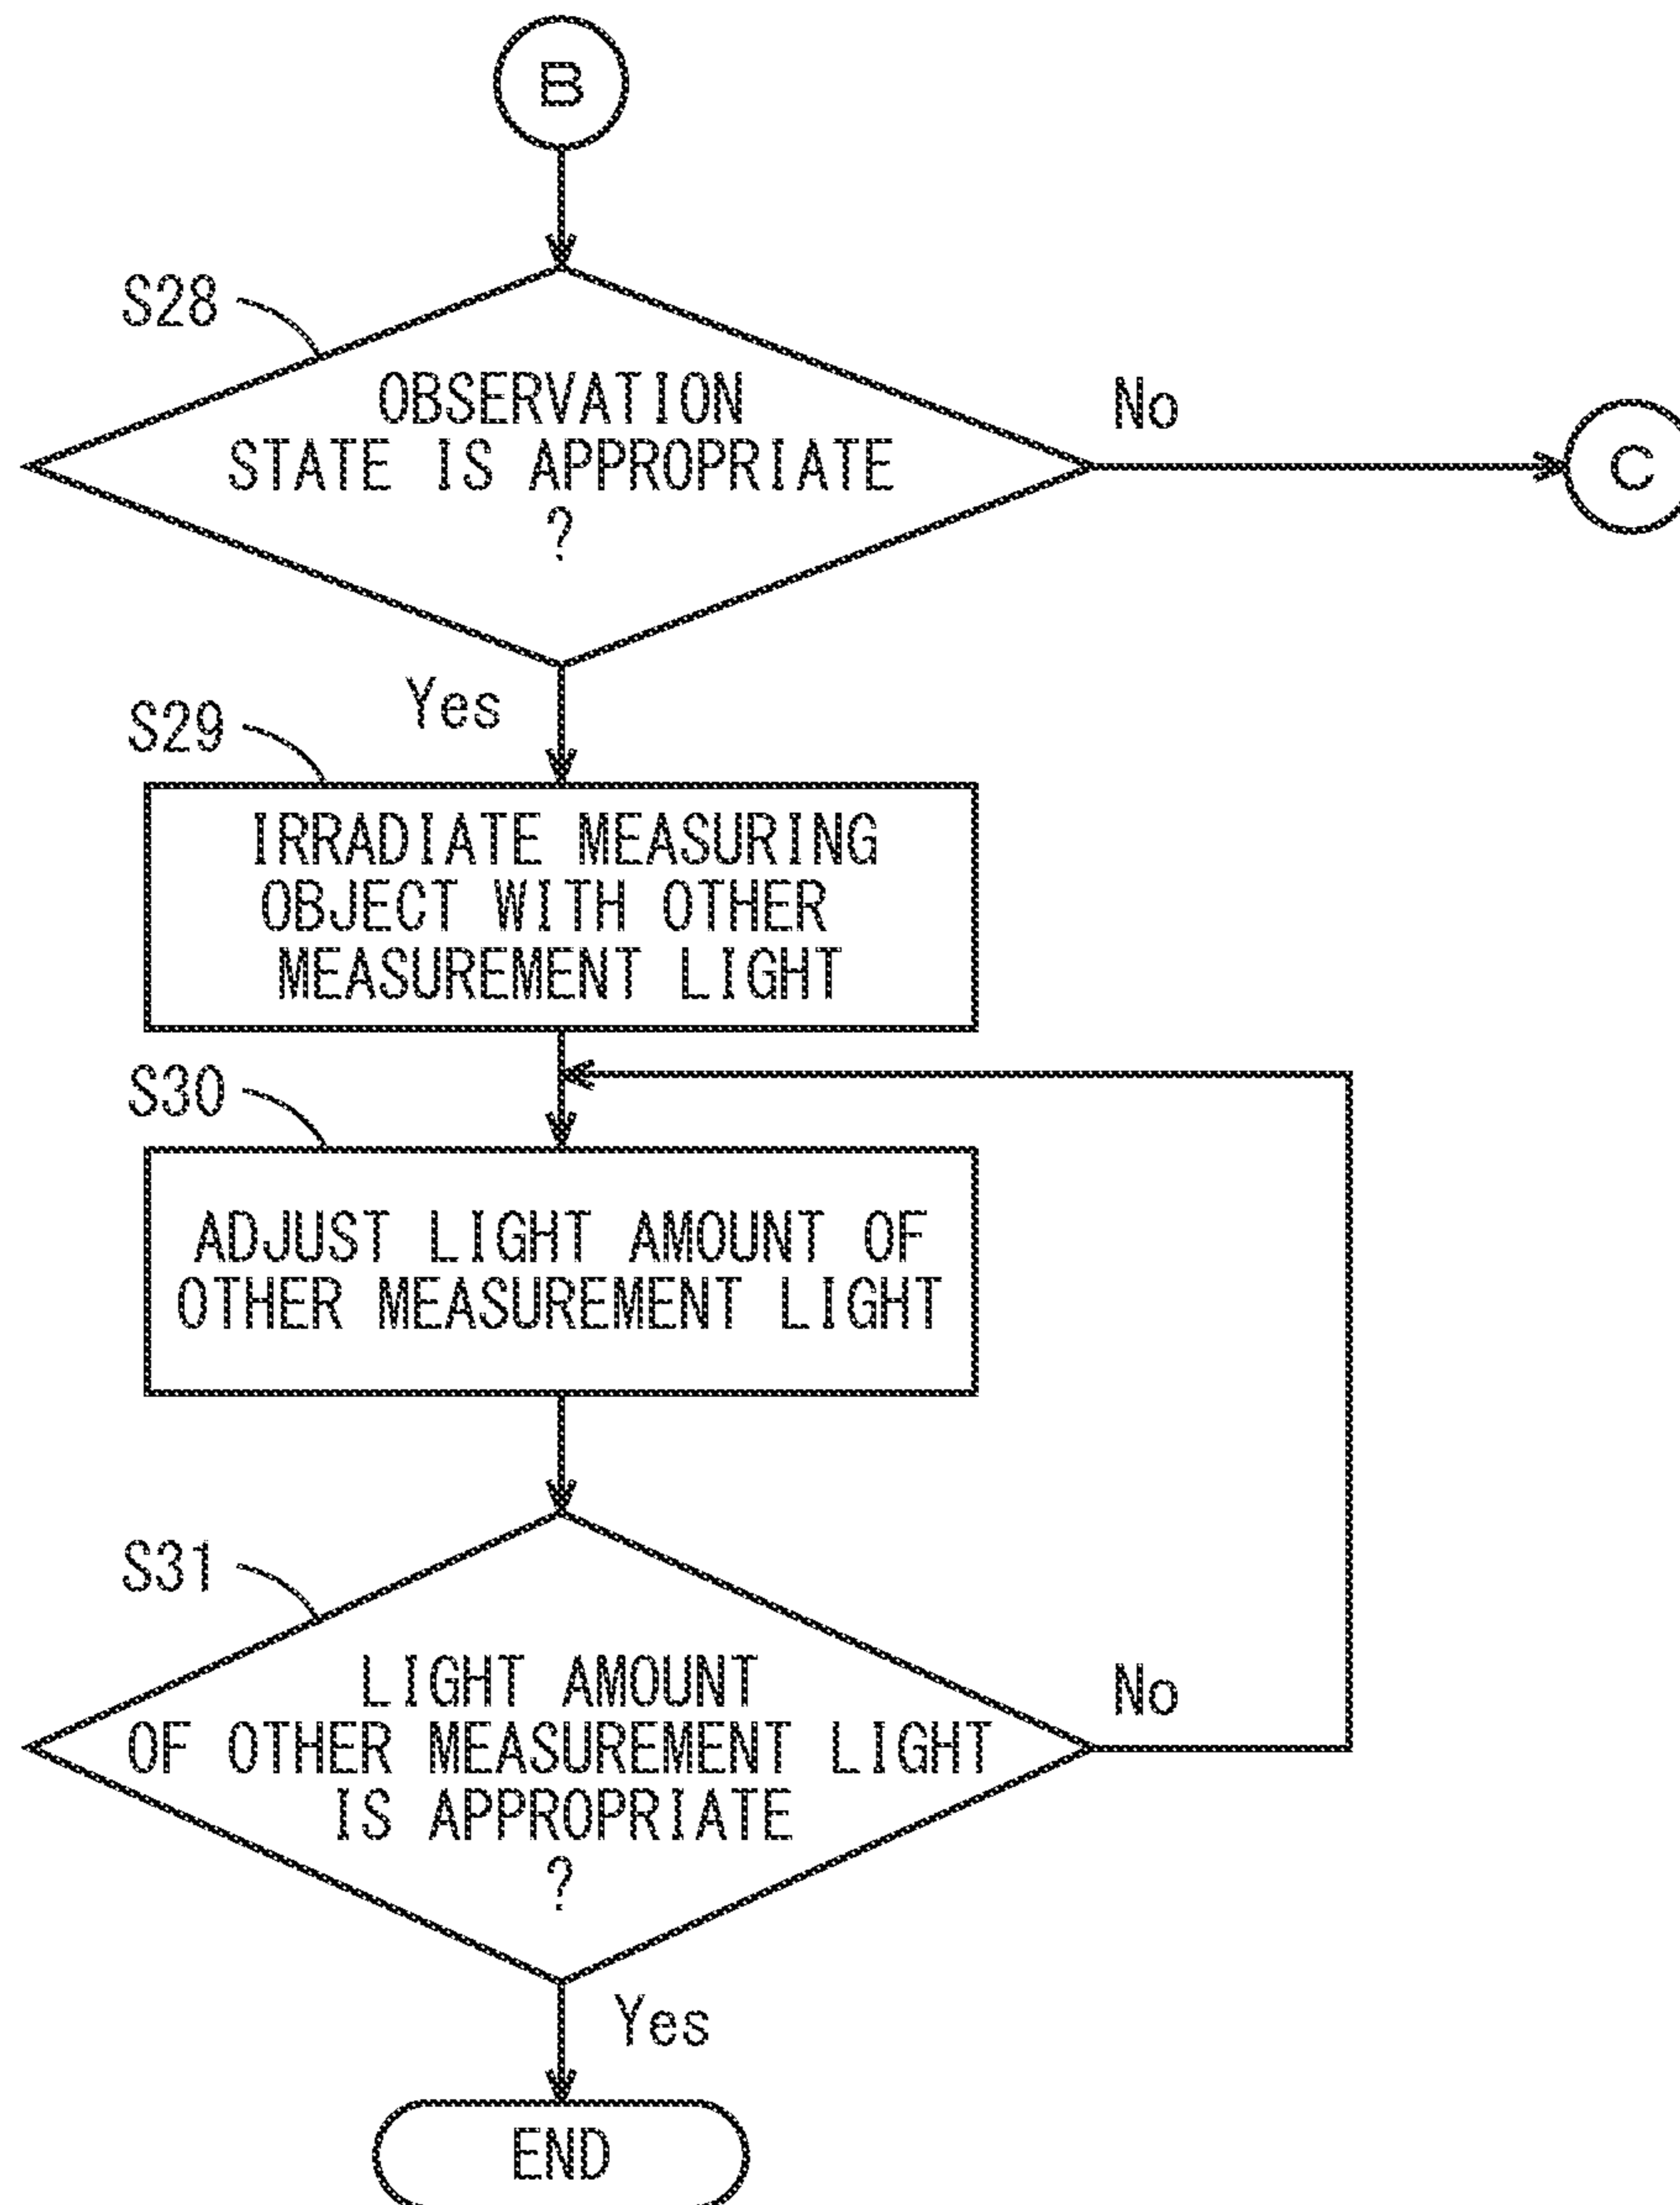 B
S28
OBSERVATION
STATE IS APPROPRIATE
?
No
C
Yes
S29
IRRADIATE MEASURING
OBJECT WITH OTHER
MEASUREMENT LIGHT
S30
ADJUST LIGHT AMOUNT OF
OTHER MEASUREMENT LIGHT
S31
LIGHT AMOUNT
OF OTHER MEASUREMENT LIGHT
IS APPROPRIATE
?
No
Yes
END